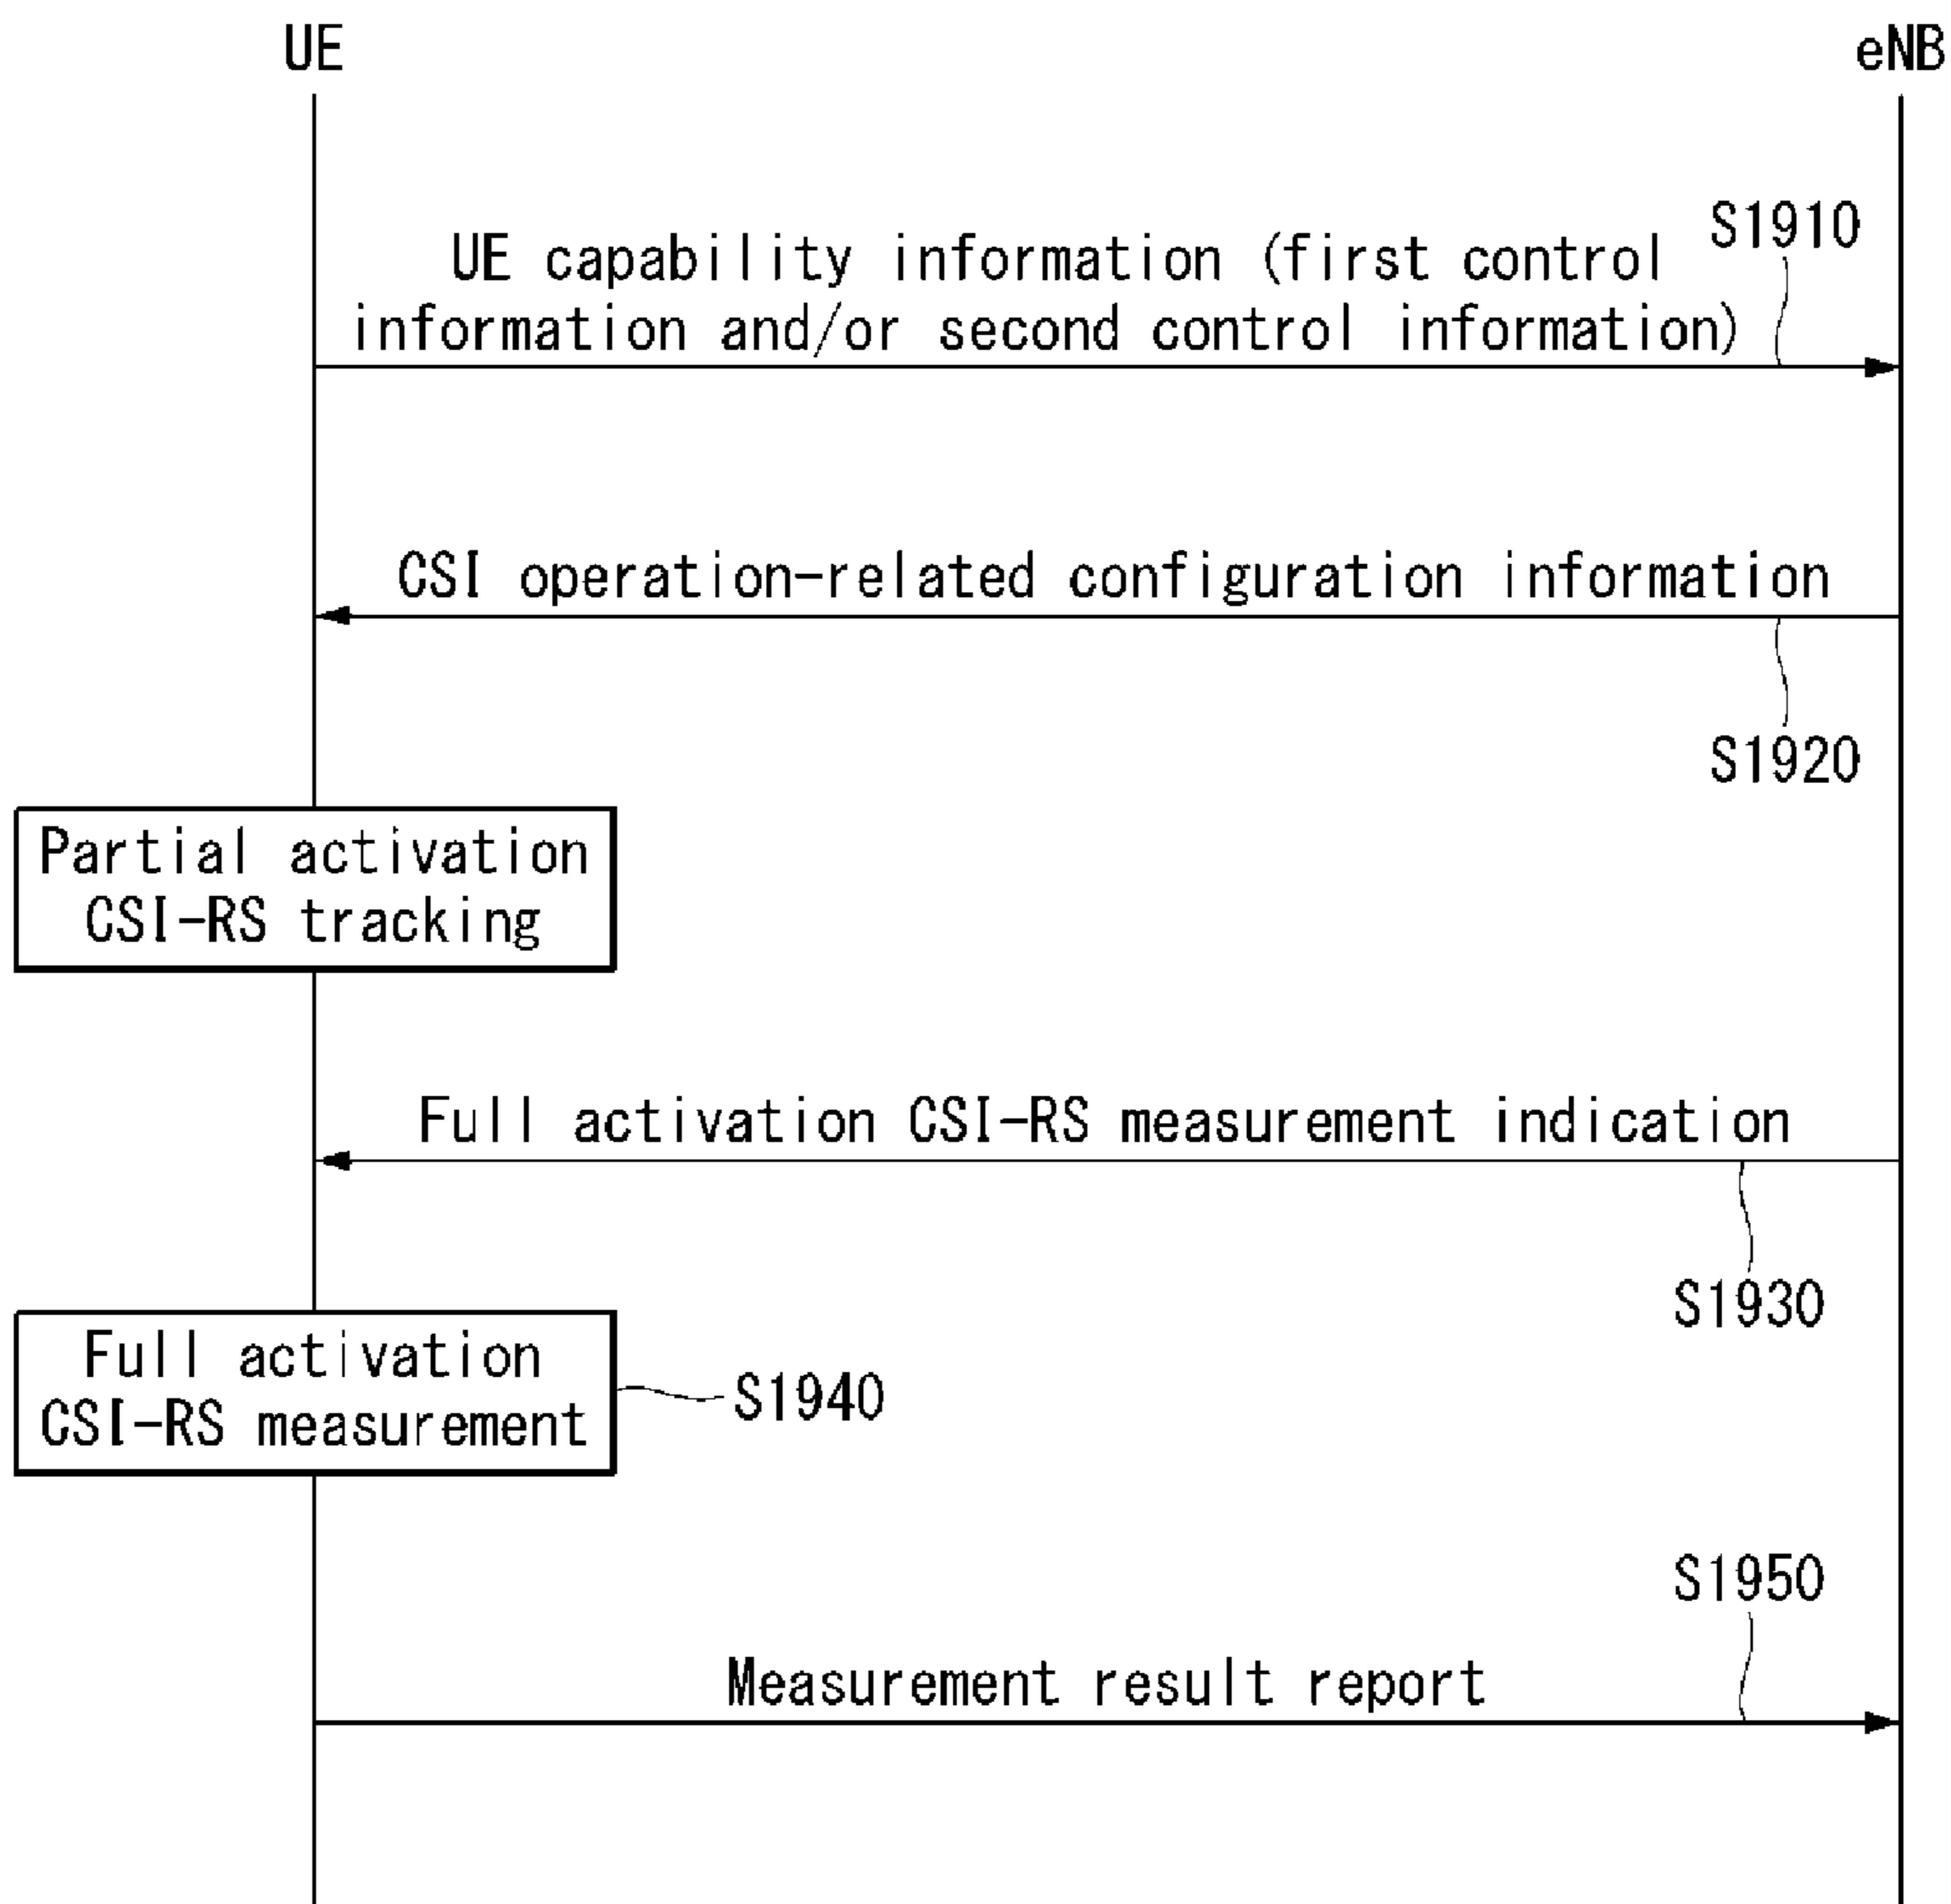 UE
eNB
S1910
UE capability information (first control
information and/or second control information)
CSI operation-related configuration information
S1920
Partial activation
CSI-RS tracking
Full activation CSI-RS measurement indication
S1930
Full activation
CSI-RS measurement
S1940
S1950
Measurement result report